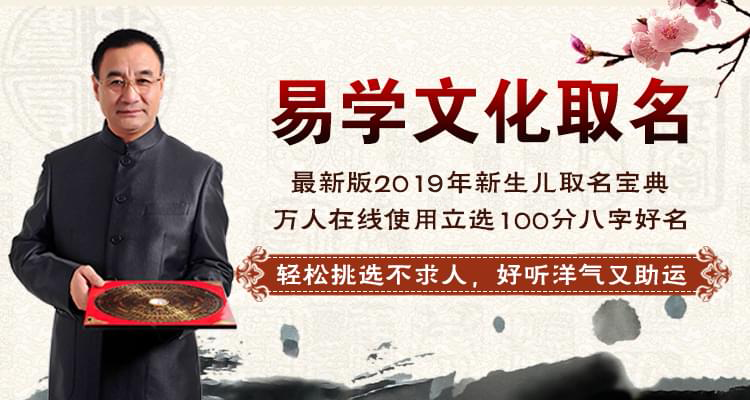 易学文化取名
最新版2019年新生儿取名宝典
万人在线使用立选100分八字好名
轻松挑选不求人，好听洋气又助运